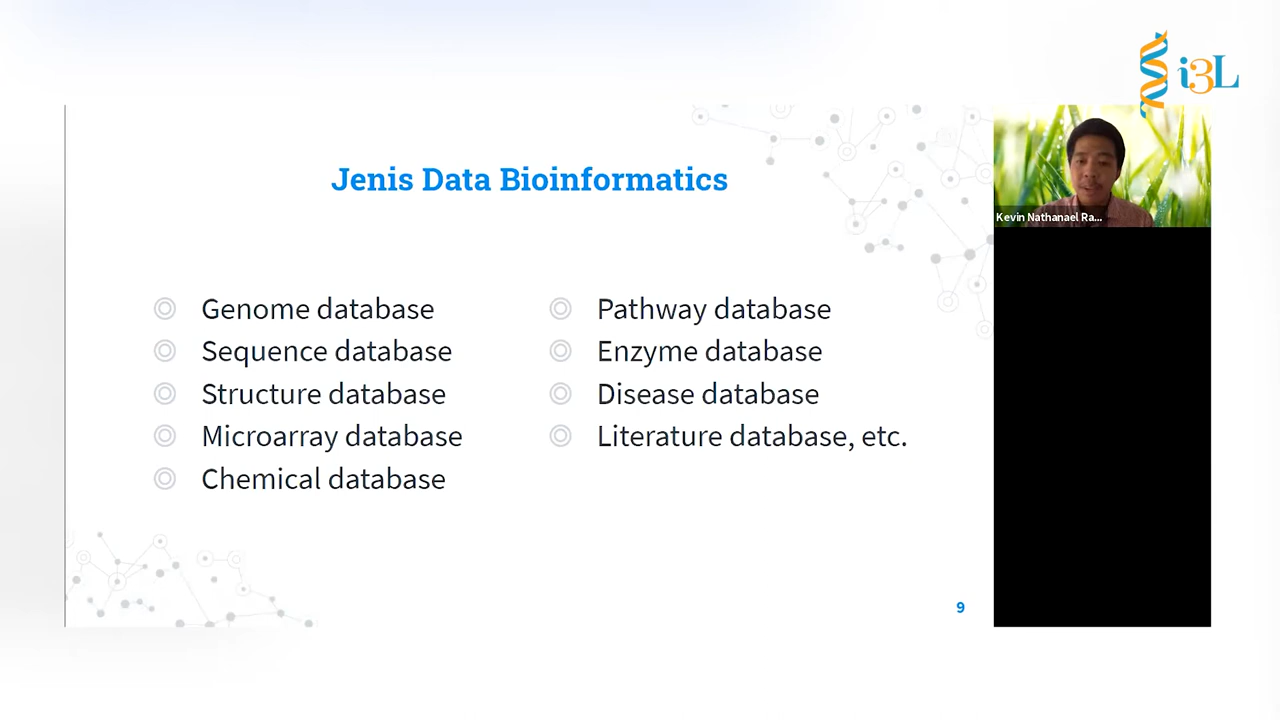 i3L
Jenis Data Bioinformatics
Kevin Nathanael Ra...
Genome database
Sequence database
Structure database
Microarray database
Chemical database
Pathway database
Enzyme database
Disease database
Literature database, etc.
9